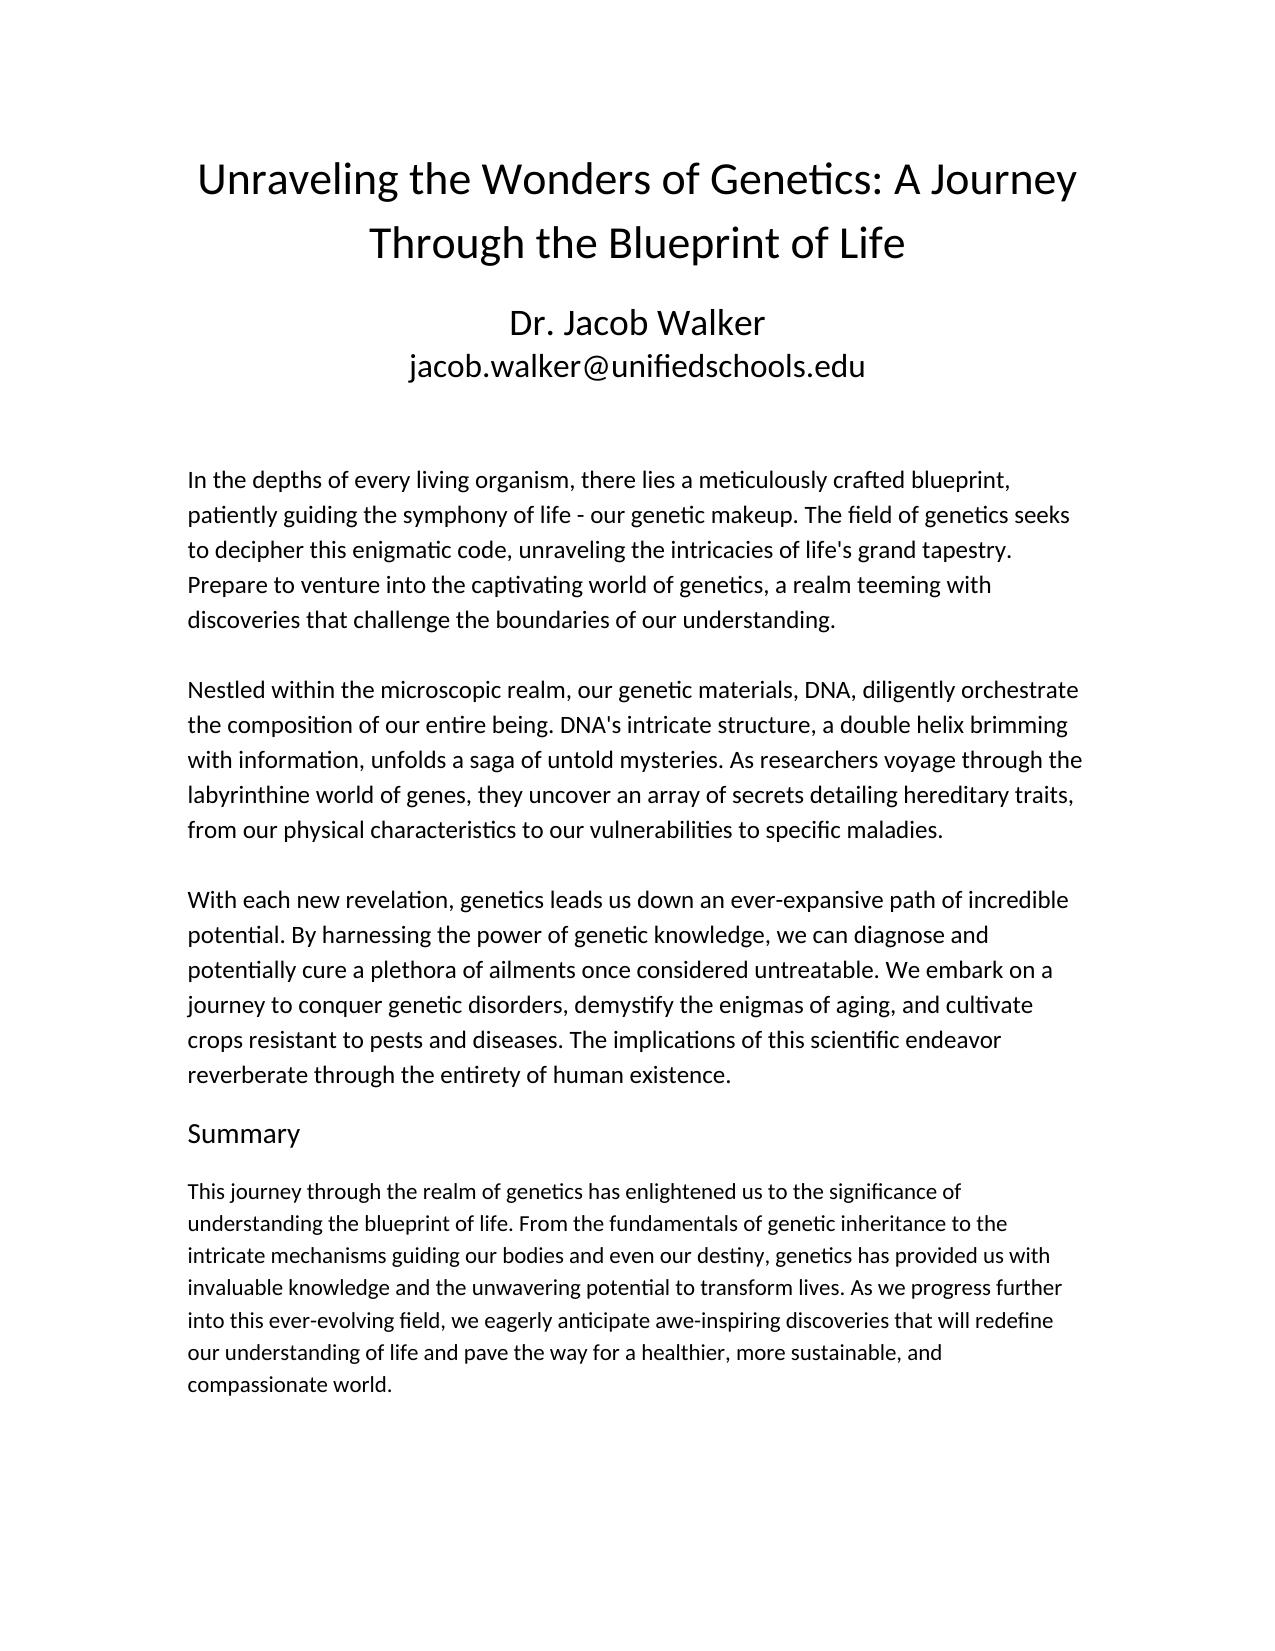 Unraveling the Wonders of Genetics: A Journey
Through the Blueprint of Life
Dr. Jacob Walker
jacob.walker@unifiedschools.edu
In the depths of every living organism, there lies a meticulously crafted blueprint,
patiently guiding the symphony of life - our genetic makeup. The field of genetics seeks
to decipher this enigmatic code, unraveling the intricacies of life's grand tapestry.
Prepare to venture into the captivating world of genetics, a realm teeming with
discoveries that challenge the boundaries of our understanding.
Nestled within the microscopic realm, our genetic materials, DNA, diligently orchestrate
the composition of our entire being. DNA's intricate structure, a double helix brimming
with information, unfolds a saga of untold mysteries. As researchers voyage through the
labyrinthine world of genes, they uncover an array of secrets detailing hereditary traits,
from our physical characteristics to our vulnerabilities to specific maladies.
With each new revelation, genetics leads us down an ever-expansive path of incredible
potential. By harnessing the power of genetic knowledge, we can diagnose and
potentially cure a plethora of ailments once considered untreatable. We embark on a
journey to conquer genetic disorders, demystify the enigmas of aging, and cultivate
crops resistant to pests and diseases. The implications of this scientific endeavor
reverberate through the entirety of human existence.
Summary
This journey through the realm of genetics has enlightened us to the significance of
understanding the blueprint of life. From the fundamentals of genetic inheritance to the
intricate mechanisms guiding our bodies and even our destiny, genetics has provided us with
invaluable knowledge and the unwavering potential to transform lives. As we progress further
into this ever-evolving field, we eagerly anticipate awe-inspiring discoveries that will redefine
our understanding of life and pave the way for a healthier, more sustainable, and
compassionate world.